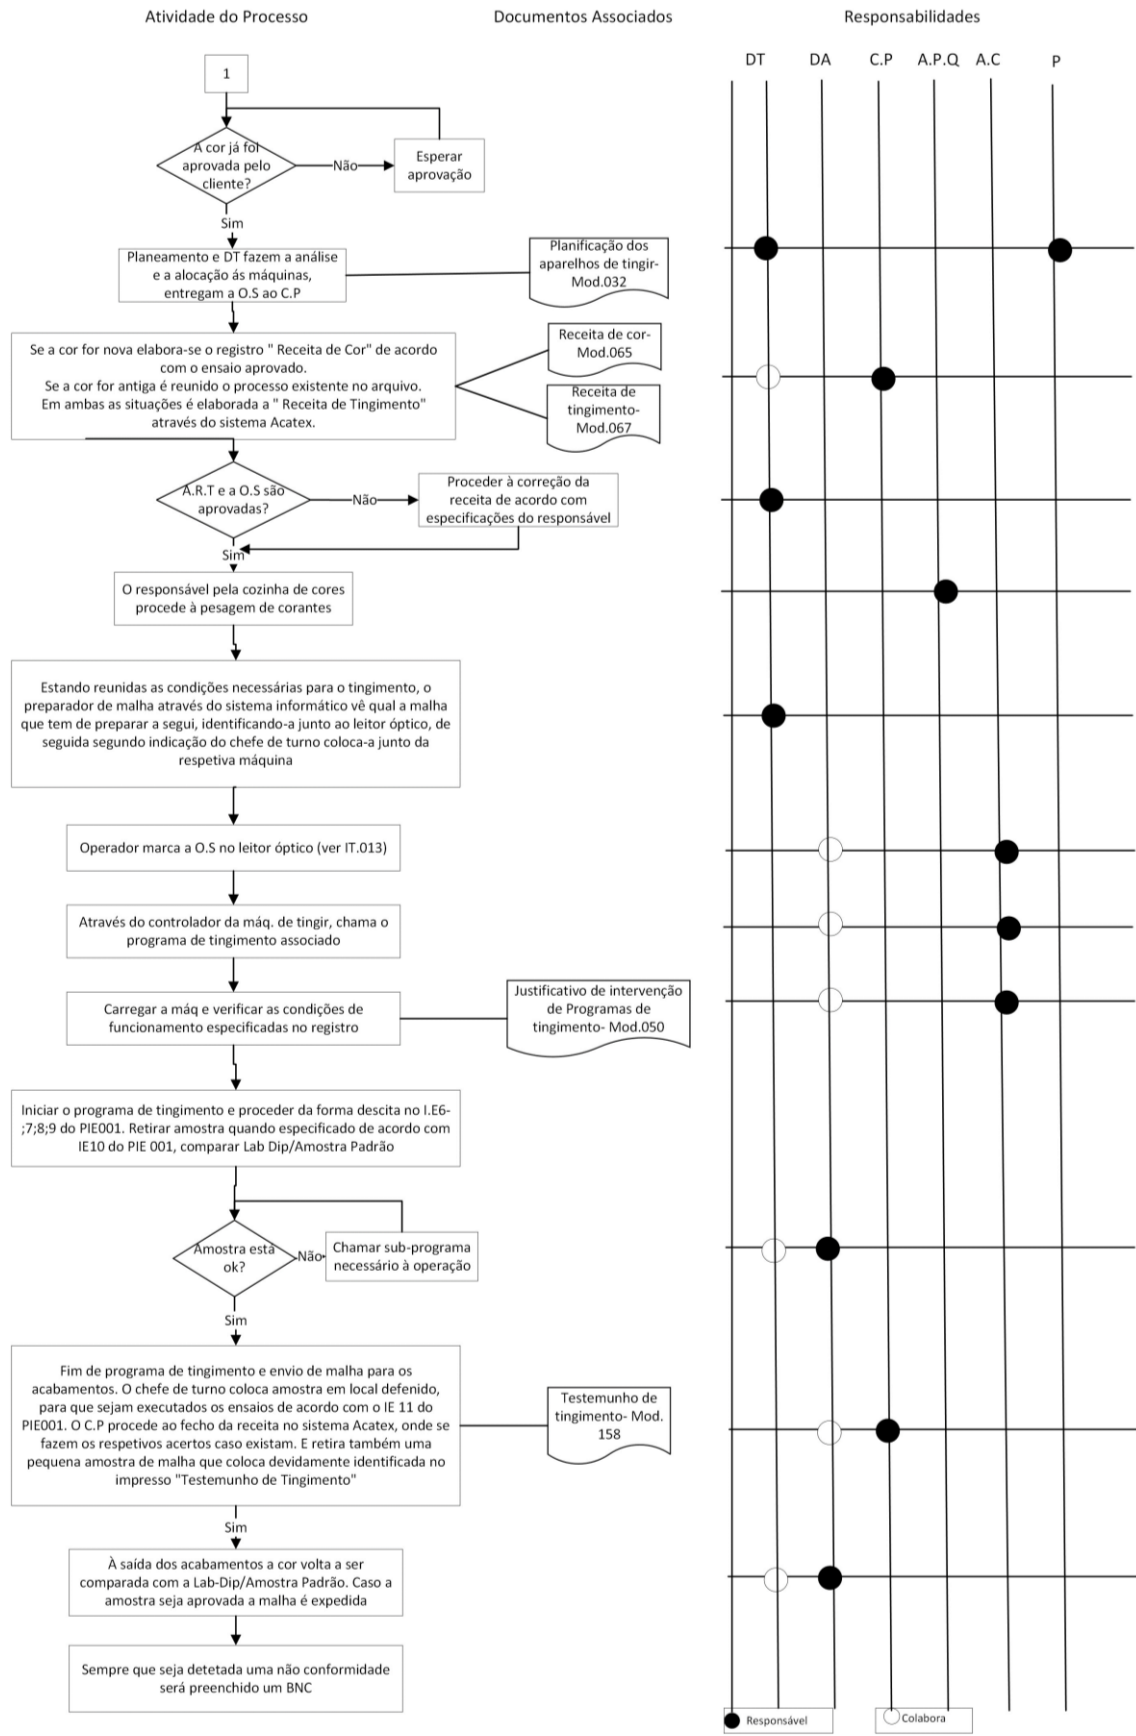 Atividade do Processo
Documentos Associados
Responsabilidades
DT
DA
C.P
A.P.Q
A.C
P
1
A cor já foi
aprovada pelo
cliente?
Não
Esperar
aprovação
Sim
Planeamento e DT fazem a análise
e a alocação ás máquinas,
entregam a O.S ao C.P
Planificação dos
aparelhos de tingir-
Mod.032
Se a cor for nova elabora-se o registro " Receita de Cor" de acordo
com o ensaio aprovado.
Se a cor for antiga é reunido o processo existente no arquivo.
Em ambas as situações é elaborada a " Receita de Tingimento"
através do sistema Acatex.
Receita de cor-
Mod.065
Receita de
tingimento-
Mod.067
A.R.T e a O.S são
aprovadas?
Não
Proceder à correção da
receita de acordo com
especificações do responsável
Sim
O responsável pela cozinha de cores
procede à pesagem de corantes
Estando reunidas as condições necessárias para o tingimento, o
preparador de malha através do sistema informático vê qual a malha
que tem de preparar a segui, identificando-a junto ao leitor óptico, de
seguida segundo indicação do chefe de turno coloca-a junto da
respetiva máquina
Operador marca a O.S no leitor óptico (ver IT.013)
Através do controlador da máq. de tingir, chama o
programa de tingimento associado
Carregar a máq e verificar as condições de
funcionamento especificadas no registro
Justificativo de intervenção
de Programas de
tingimento- Mod.050
Iniciar o programa de tingimento e proceder da forma descita no I.E6-
;7;8;9 do PIE001. Retirar amostra quando especificado de acordo com
IE10 do PIE 001, comparar Lab Dip/Amostra Padrão
Amostra está
ok?
Não
Chamar sub-programa
necessário à operação
Sim
Fim de programa de tingimento e envio de malha para os
acabamentos. O chefe de turno coloca amostra em local defenido,
para que sejam executados os ensaios de acordo com o IE 11 do
PIE001. O C.P procede ao fecho da receita no sistema Acatex, onde se
fazem os respetivos acertos caso existam. E retira também uma
pequena amostra de malha que coloca devidamente identificada no
impresso "Testemunho de Tingimento"
Testemunho de
tingimento- Mod.
158
Sim
À saída dos acabamentos a cor volta a ser
comparada com a Lab-Dip/Amostra Padrão. Caso a
amostra seja aprovada a malha é expedida
Sempre que seja detetada uma não conformidade
será preenchido um BNC
Responsável
Colabora